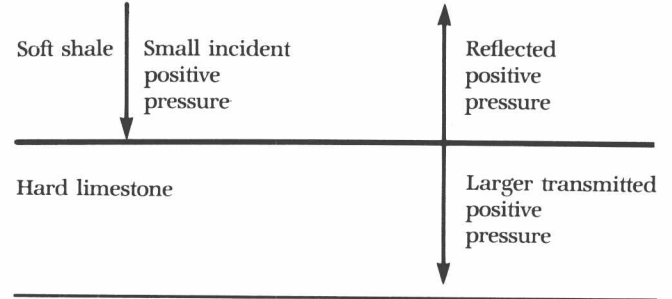 Soft shale
Small incident
positive
pressure
Reflected
positive
pressure
Hard limestone
Larger transmitted
positive
pressure